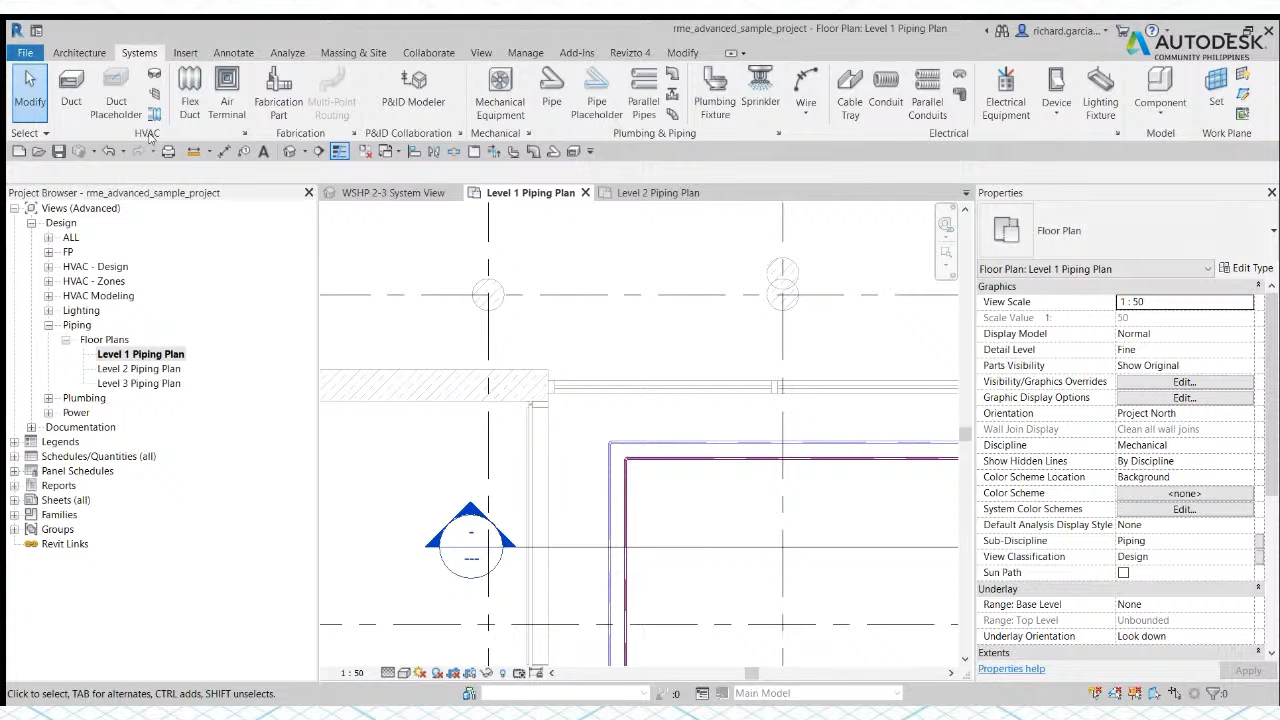 rme_advanced_sample_project - Floor Plan: Level 1 Piping Plan
richard.garcia...
AUTODESK
COMMUNITY PHILIPPINES
File Architecture Systems Insert Annotate Analyze Massing & Site Collaborate View Manage Add-Ins Revizto 4 Modify
Modify
Duct
Duct Placeholder
Flex Duct
Air Terminal
Fabrication Part
Multi-Point Routing
P&ID Modeler
Mechanical Equipment
Pipe
Pipe Placeholder
Parallel Pipes
Plumbing Fixture
Sprinkler
Wire
Cable Tray
Conduit
Parallel Conduits
Electrical Equipment
Device
Lighting Fixture
Component
Set
Select HVAC Fabrication P&ID Collaboration Mechanical Plumbing & Piping Electrical Model Work Plane
Project Browser - rme_advanced_sample_project
Views (Advanced)
Design
ALL
FP
HVAC - Design
HVAC - Zones
HVAC Modeling
Lighting
Piping
Floor Plans
Level 1 Piping Plan
Level 2 Piping Plan
Level 3 Piping Plan
Plumbing
Power
Documentation
Legends
Schedules/Quantities (all)
Panel Schedules
Reports
Sheets (all)
Families
Groups
Revit Links
WSHP 2-3 System View
Level 1 Piping Plan
Level 2 Piping Plan
-
---
1 : 50
Properties
Floor Plan
Floor Plan: Level 1 Piping Plan
Edit Type
Graphics
View Scale 1 : 50
Scale Value 1: 50
Display Model Normal
Detail Level Fine
Parts Visibility Show Original
Visibility/Graphics Overrides Edit...
Graphic Display Options Edit...
Orientation Project North
Wall Join Display Clean all wall joins
Discipline Mechanical
Show Hidden Lines By Discipline
Color Scheme Location Background
Color Scheme <none>
System Color Schemes Edit...
Default Analysis Display Style None
Sub-Discipline Piping
View Classification Design
Sun Path
Underlay
Range: Base Level None
Range: Top Level Unbounded
Underlay Orientation Look down
Extents
Properties help
Apply
Click to select, TAB for alternates, CTRL adds, SHIFT unselects.
:0
Main Model
:0